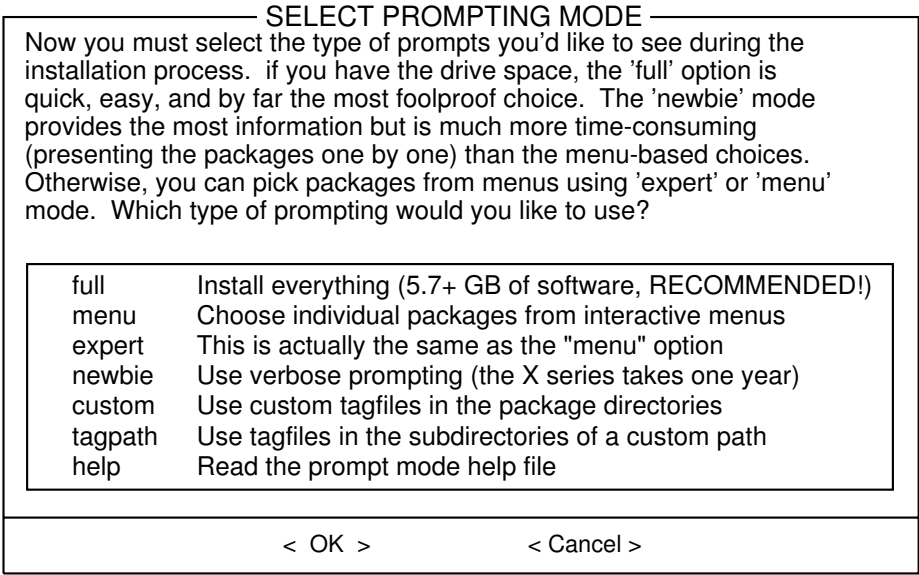 SELECT PROMPTING MODE
Now you must select the type of prompts you’d like to see during the
installation process.  if you have the drive space, the ’full’ option is
quick, easy, and by far the most foolproof choice.  The ’newbie’ mode
provides the most information but is much more time-consuming
(presenting the packages one by one) than the menu-based choices.
Otherwise, you can pick packages from menus using ’expert’ or ’menu’
mode.  Which type of prompting would you like to use?
full Install everything (5.7+ GB of software, RECOMMENDED!)
menu Choose individual packages from interactive menus
expert This is actually the same as the "menu" option
newbie Use verbose prompting (the X series takes one year)
custom Use custom tagfiles in the package directories
tagpath Use tagfiles in the subdirectories of a custom path
help Read the prompt mode help file
< OK > < Cancel >